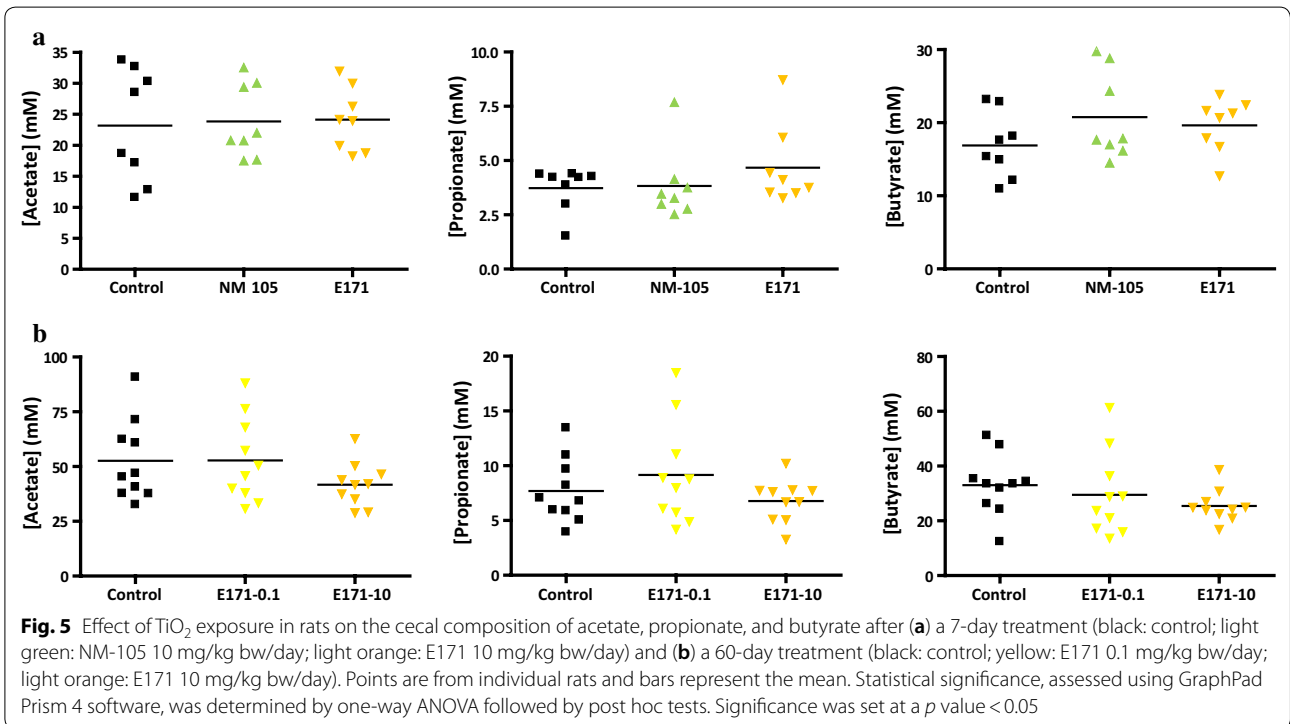 a
35
30
25
20
15
10
5
0
[Acetate] (mM)
Control NM 105 E171
10.0
7.5
5.0
2.5
0.0
[Propionate] (mM)
Control NM-105 E171
30
20
10
0
[Butyrate] (mM)
Control NM-105 E171
b
100
75
50
25
0
[Acetate] (mM)
Control E171-0.1 E171-10
20
15
10
5
0
[Propionate] (mM)
Control E171-0.1 E171-10
80
60
40
20
0
[Butyrate] (mM)
Control E171-0.1 E171-10
Fig. 5 Effect of TiO₂ exposure in rats on the cecal composition of acetate, propionate, and butyrate after (a) a 7-day treatment (black: control; light
green: NM-105 10 mg/kg bw/day; light orange: E171 10 mg/kg bw/day) and (b) a 60-day treatment (black: control; yellow: E171 0.1 mg/kg bw/day;
light orange: E171 10 mg/kg bw/day). Points are from individual rats and bars represent the mean. Statistical significance, assessed using GraphPad
Prism 4 software, was determined by one-way ANOVA followed by post hoc tests. Significance was set at a p value < 0.05